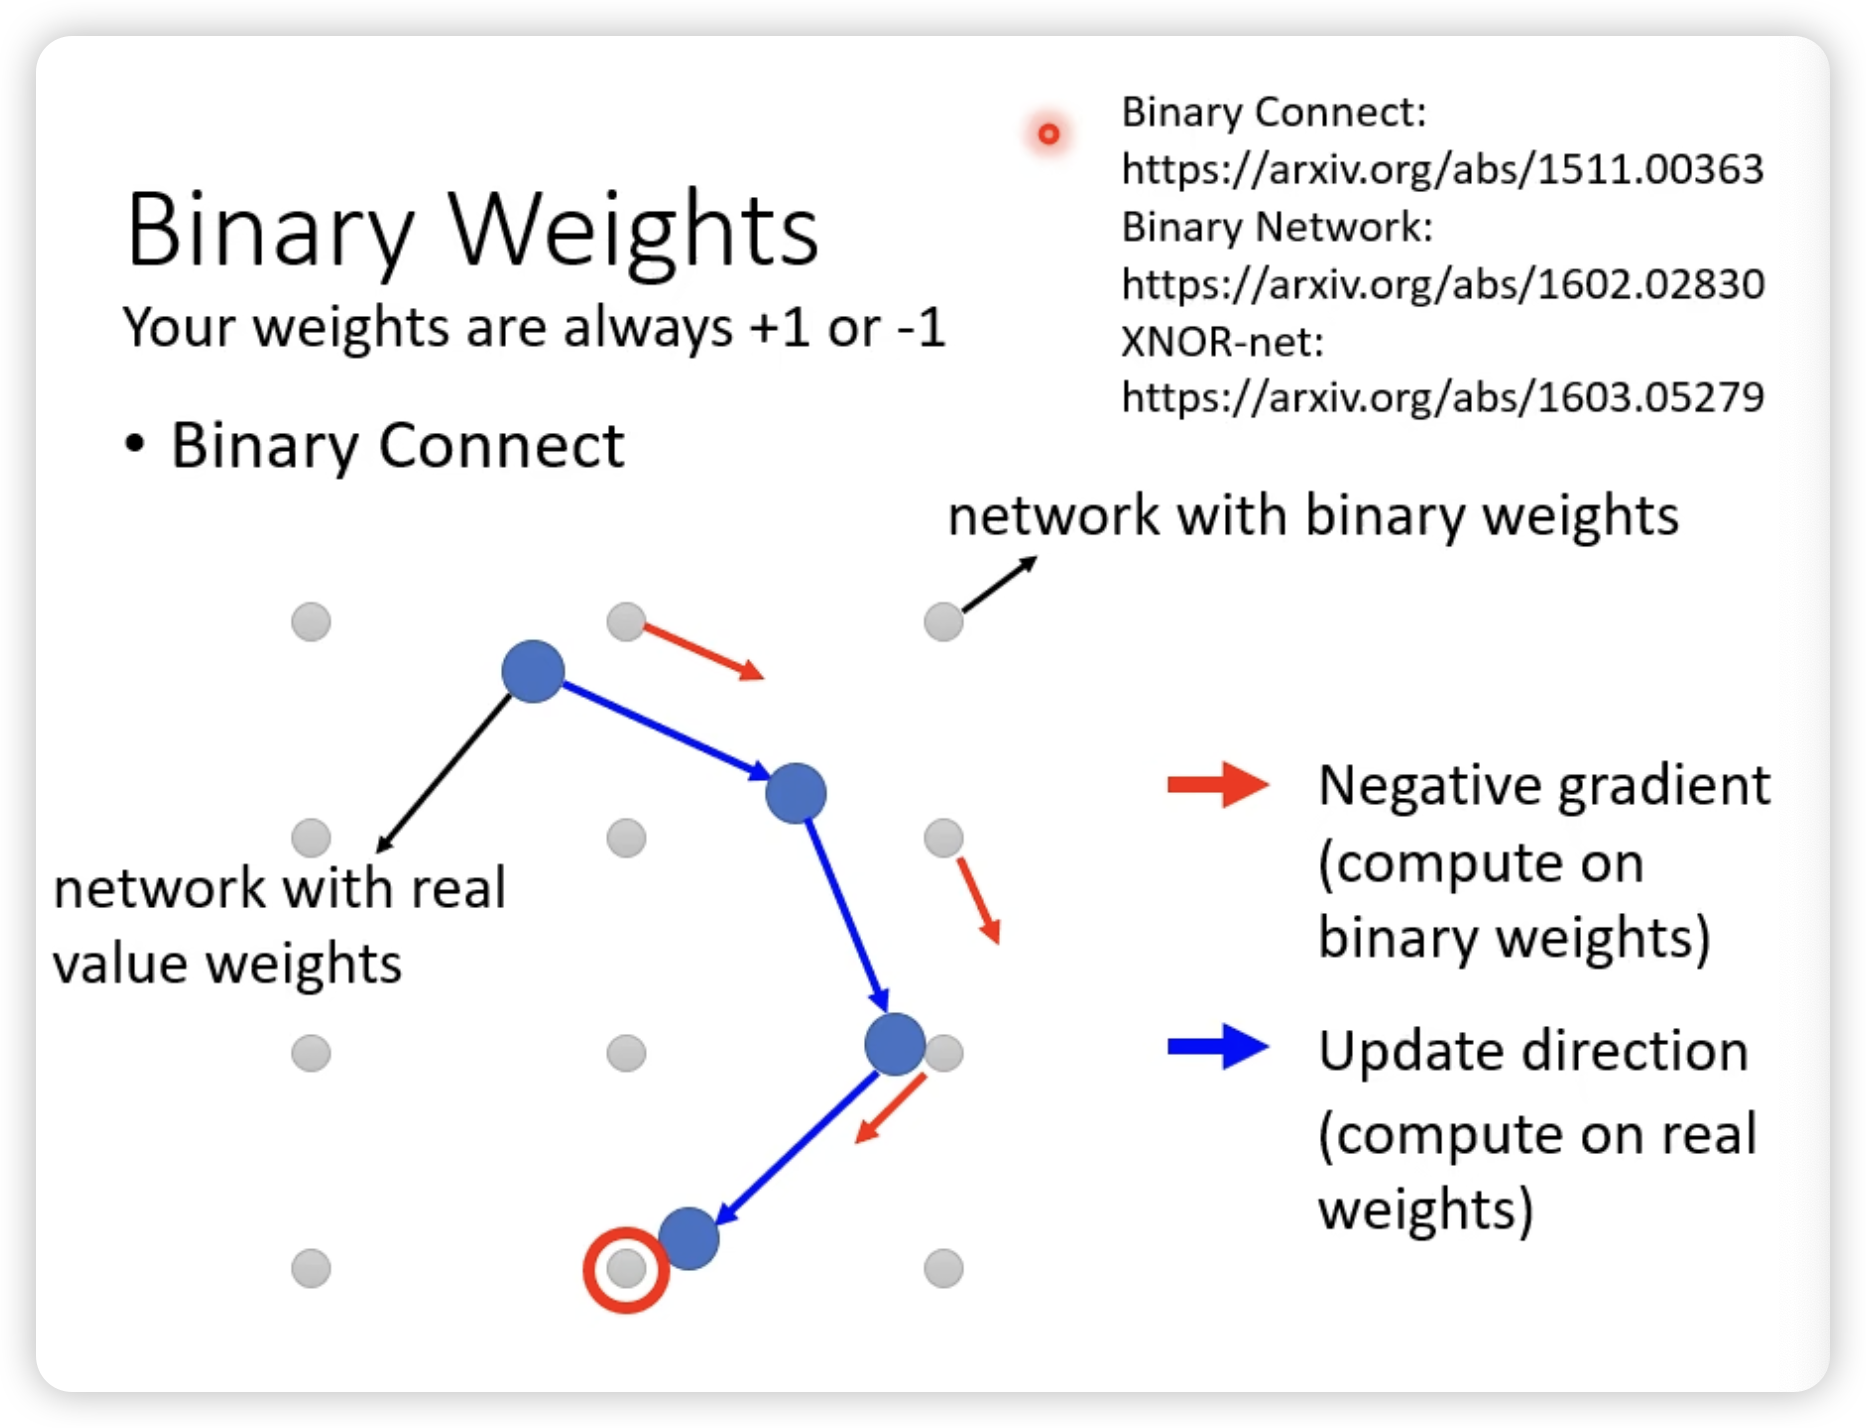 Binary Connect:
https://arxiv.org/abs/1511.00363
Binary Network:
https://arxiv.org/abs/1602.02830
XNOR-net:
https://arxiv.org/abs/1603.05279
Binary Weights
Your weights are always +1 or -1
• Binary Connect
network with binary weights
network with real
value weights
Negative gradient
(compute on
binary weights)
Update direction
(compute on real
weights)